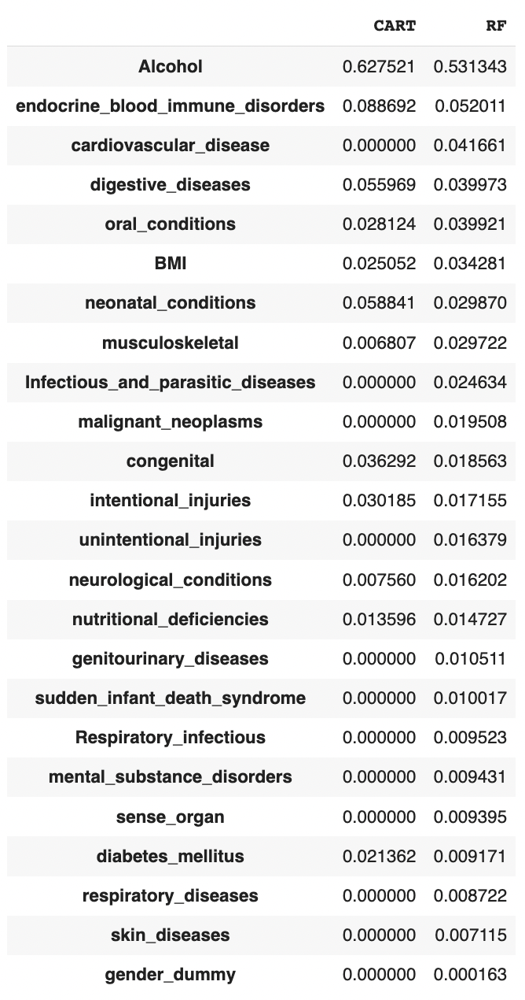 CART RF
Alcohol 0.627521 0.531343
endocrine_blood_immune_disorders 0.088692 0.052011
cardiovascular_disease 0.000000 0.041661
digestive_diseases 0.055969 0.039973
oral_conditions 0.028124 0.039921
BMI 0.025052 0.034281
neonatal_conditions 0.058841 0.029870
musculoskeletal 0.006807 0.029722
Infectious_and_parasitic_diseases 0.000000 0.024634
malignant_neoplasms 0.000000 0.019508
congenital 0.036292 0.018563
intentional_injuries 0.030185 0.017155
unintentional_injuries 0.000000 0.016379
neurological_conditions 0.007560 0.016202
nutritional_deficiencies 0.013596 0.014727
genitourinary_diseases 0.000000 0.010511
sudden_infant_death_syndrome 0.000000 0.010017
Respiratory_infectious 0.000000 0.009523
mental_substance_disorders 0.000000 0.009431
sense_organ 0.000000 0.009395
diabetes_mellitus 0.021362 0.009171
respiratory_diseases 0.000000 0.008722
skin_diseases 0.000000 0.007115
gender_dummy 0.000000 0.000163